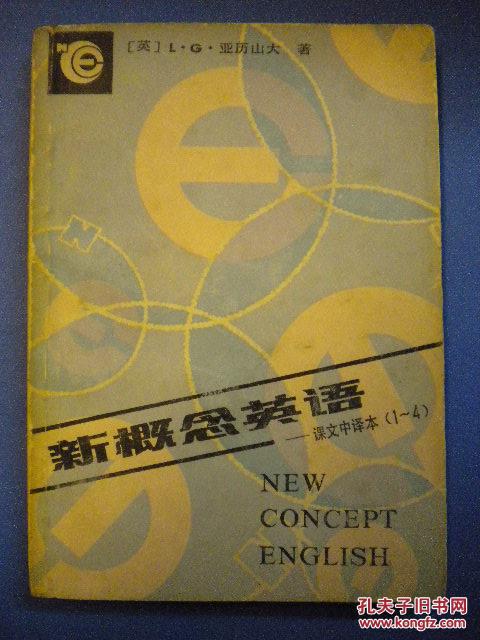 [英] L·G·亚历山大 著
新概念英语
——课文中译本(1~4)
NEW
CONCEPT
ENGLISH
孔夫子旧书网
www.kongfz.com